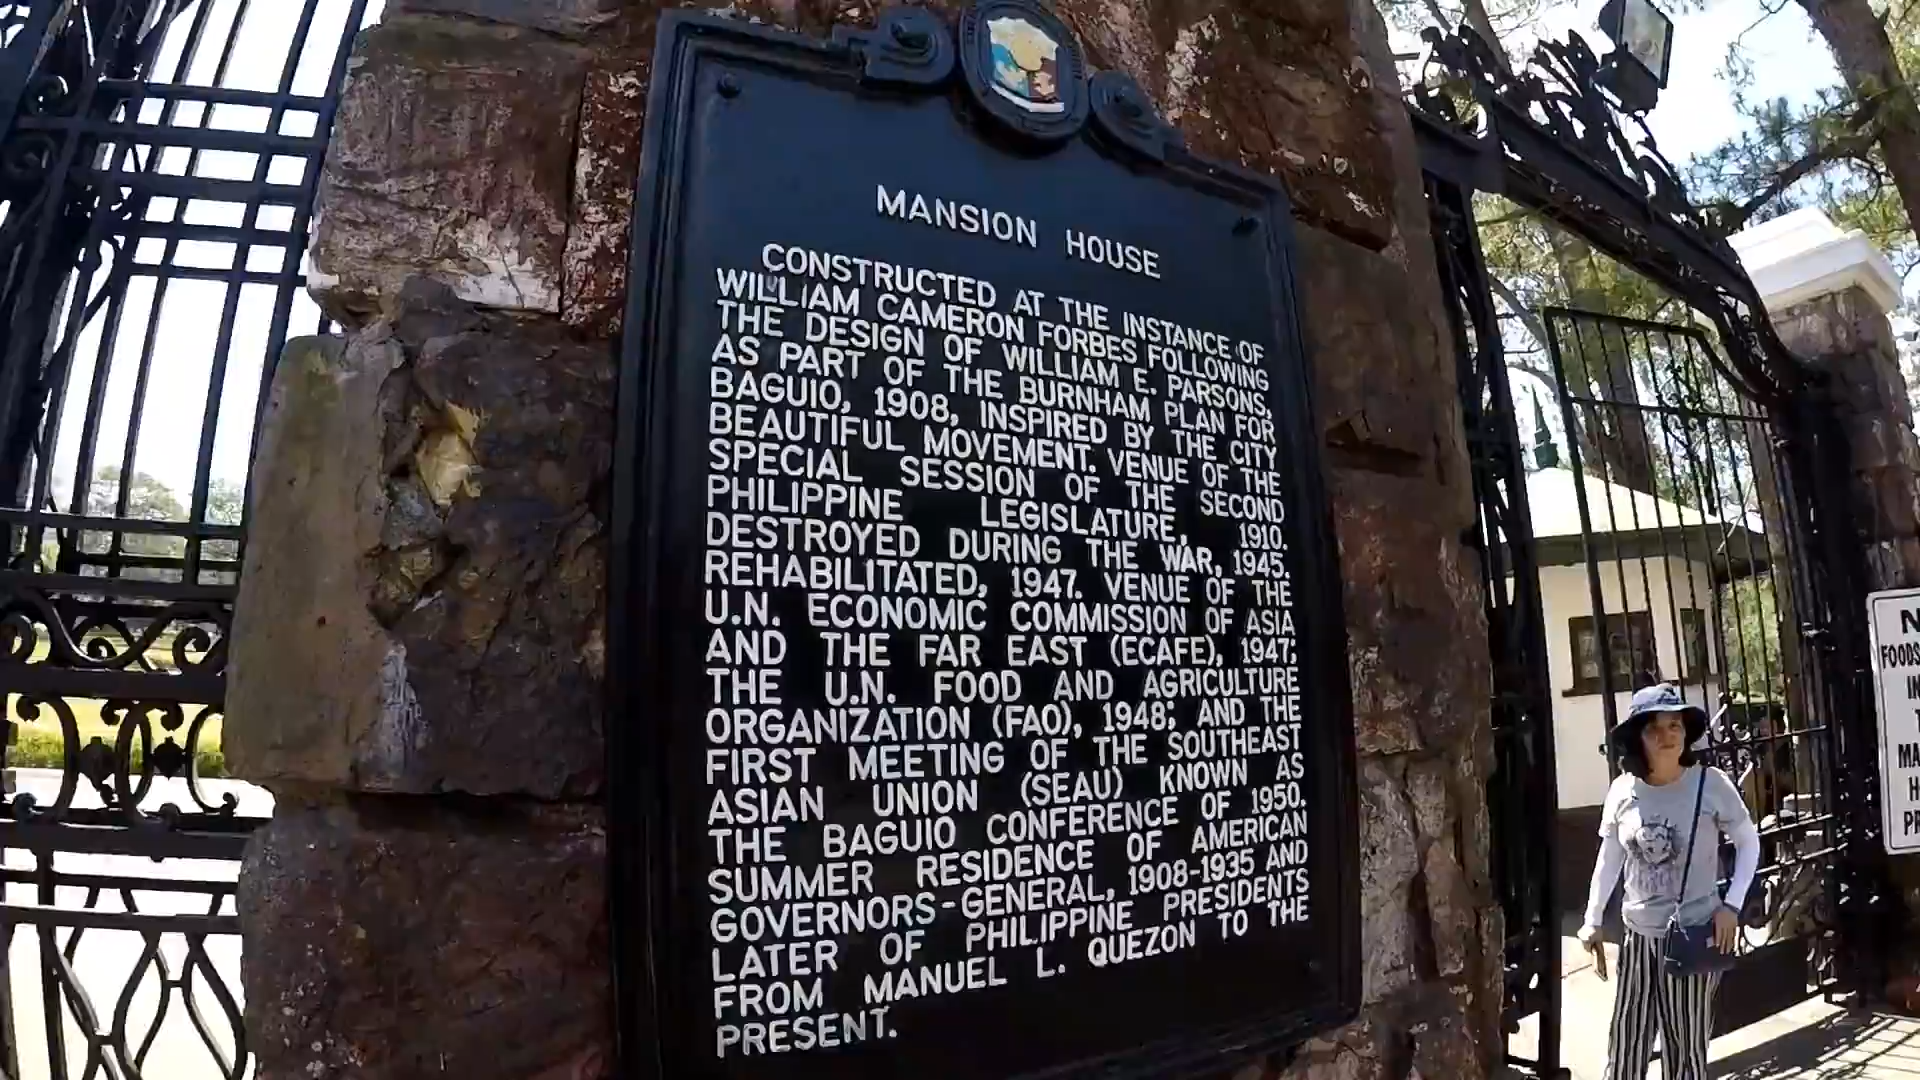 MANSION HOUSE
CONSTRUCTED AT THE INSTANCE OF
WILLIAM CAMERON FORBES FOLLOWING
THE DESIGN OF WILLIAM E. PARSONS,
AS PART OF THE BURNHAM PLAN FOR
BAGUIO, 1908, INSPIRED BY THE CITY
BEAUTIFUL MOVEMENT. VENUE OF THE
SPECIAL SESSION OF THE SECOND
PHILIPPINE LEGISLATURE, 1910.
DESTROYED DURING THE WAR, 1945.
REHABILITATED, 1947. VENUE OF THE
U.N. ECONOMIC COMMISSION OF ASIA
AND THE FAR EAST (ECAFE), 1947;
THE U.N. FOOD AND AGRICULTURE
ORGANIZATION (FAO), 1948; AND THE
FIRST MEETING OF THE SOUTHEAST
ASIAN UNION (SEAU) KNOWN AS
THE BAGUIO CONFERENCE OF 1950.
SUMMER RESIDENCE OF AMERICAN
GOVERNORS-GENERAL, 1908-1935 AND
LATER OF PHILIPPINE PRESIDENTS
FROM MANUEL L. QUEZON TO THE
PRESENT.
FOODS